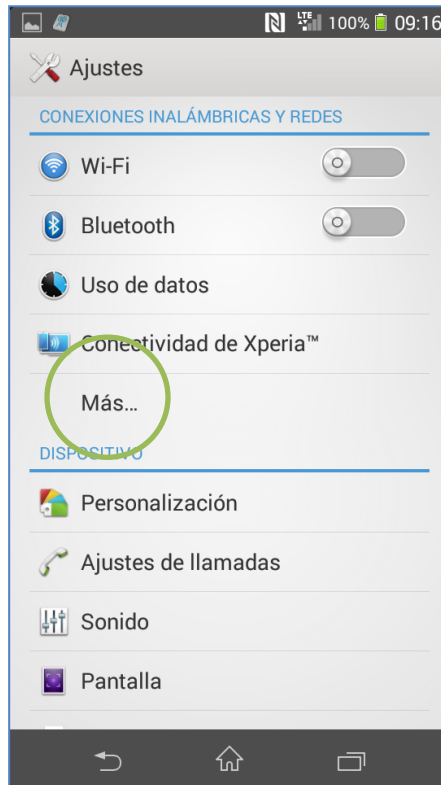 LTE 100% 09:16
Ajustes
CONEXIONES INALÁMBRICAS Y REDES
Wi-Fi
Bluetooth
Uso de datos
Conectividad de Xperia™
Más...
DISPOSITIVO
Personalización
Ajustes de llamadas
Sonido
Pantalla